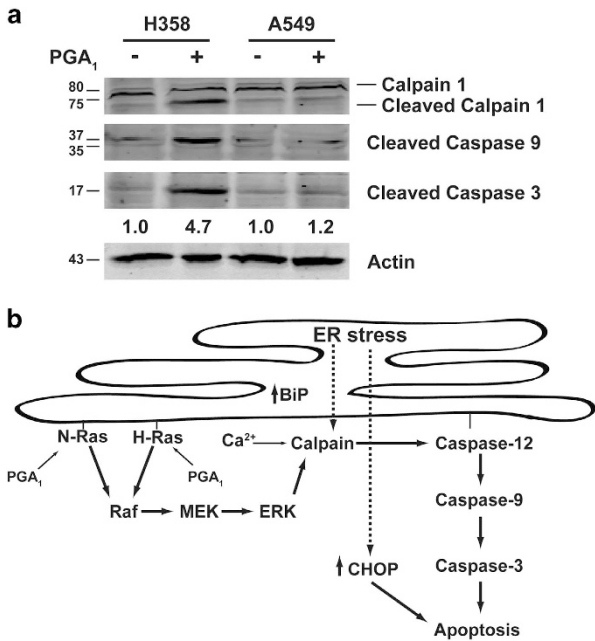 a
H358 A549
PGA1 - + - +
80 Calpain 1
75 Cleaved Calpain 1
37 Cleaved Caspase 9
35
17 Cleaved Caspase 3
1.0 4.7 1.0 1.2
43 Actin
b
ER stress
BiP
N-Ras H-Ras Ca2+ Calpain Caspase-12
PGA1 PGA1
Raf MEK ERK Caspase-9
CHOP Caspase-3
Apoptosis